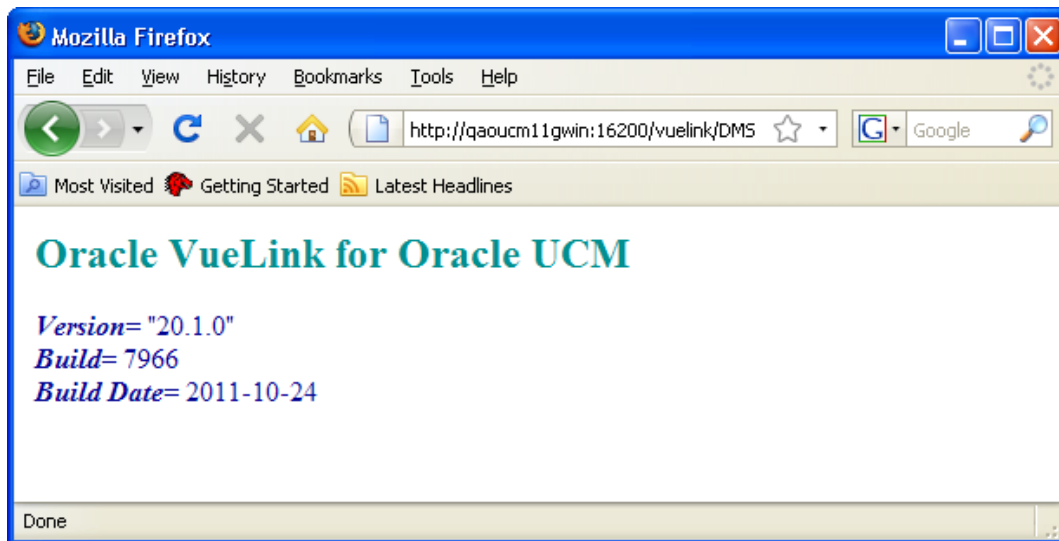 Mozilla Firefox
File Edit View History Bookmarks Tools Help
http://qaoucm11gwin:16200/vuelink/DMS G Google
Most Visited Getting Started Latest Headlines
Oracle VueLink for Oracle UCM
Version= "20.1.0"
Build= 7966
Build Date= 2011-10-24
Done